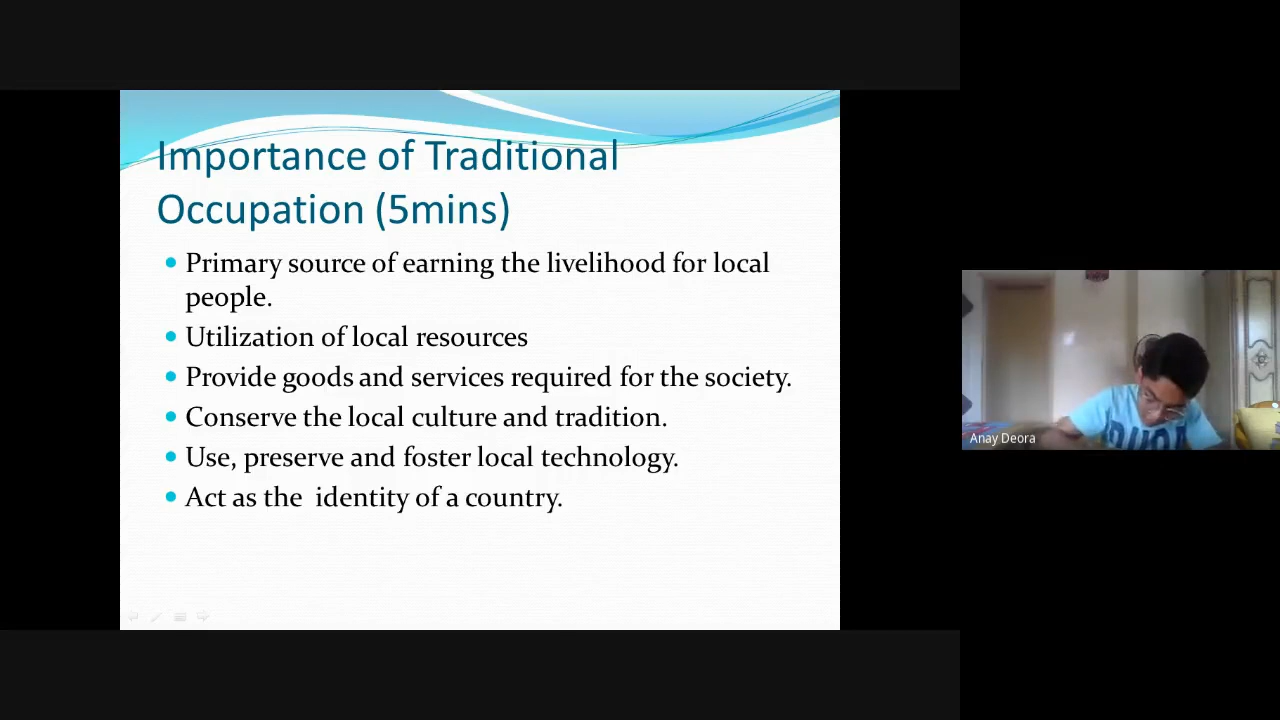 Importance of Traditional
Occupation (5mins)
Primary source of earning the livelihood for local
people.
Utilization of local resources
Provide goods and services required for the society.
Conserve the local culture and tradition.
Use, preserve and foster local technology.
Act as the  identity of a country.
Anay Deora